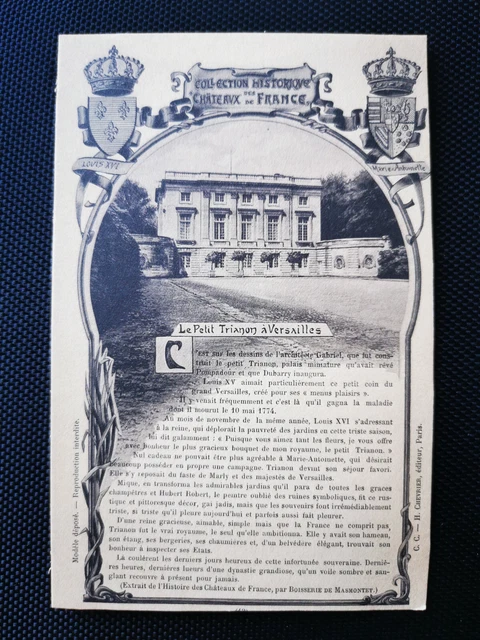 COLLECTION HISTORIQUE
DES
CHÂTEAUX DE FRANCE
LOUIS XVI
Marie-Antoinette
Le Petit Trianon à Versailles
C'EST sur les dessins de l'architecte Gabriel, que fut cons-
truit le petit Trianon, palais miniature qu'avait rêvé
Pompadour et que Dubarry inaugura.
Louis XV aimait particulièrement ce petit coin du
grand Versailles, créé pour ses « menus plaisirs ».
Il y venait fréquemment et c'est là qu'il gagna la maladie
dont il mourut le 10 mai 1774.
Au mois de novembre de la même année, Louis XVI s'adressant
à la reine, qui déplorait la pauvreté des jardins en cette triste saison,
lui dit galamment : « Puisque vous aimez tant les fleurs, je vous offre
avec bonheur le plus gracieux bouquet de mon royaume, le petit Trianon. »
Nul cadeau ne pouvait être plus agréable à Marie-Antoinette, qui désirait
beaucoup posséder en propre une campagne. Trianon devint son séjour favori.
Elle s'y reposait du faste de Marly et des majestés de Versailles.
Mique, en transforma les admirables jardins qu'il para de toutes les graces
champêtres et Hubert Robert, le peintre oublié des ruines symboliques, fit ce rus-
tique et pittoresque décor, gai jadis, mais que les souvenirs font irrémédiablement
triste, si triste qu'il pleure aujourd'hui et parfois aussi fait pleurer.
D'une reine gracieuse, aimable, simple mais que la France ne comprit pas,
Trianon fut le vrai royaume, le seul qu'elle ambitionna. Elle y avait son hameau,
son étang, ses bergeries, ses chaumières et, d'un belvédère élégant, trouvait son
bonheur à inspecter ses Etats.
Là coulèrent les derniers jours heureux de cette infortunée souveraine. Derniè-
res heures, dernières lueurs d'une dynastie grandiose, qu'un voile sombre et san-
glant recouvre à présent pour jamais.
(Extrait de l'Histoire des Châteaux de France, par BOISSERIE DE MASMONTET.)
Modèle déposé. — Reproduction interdite.
C. C. — H. CHEVRIER, éditeur, Paris.